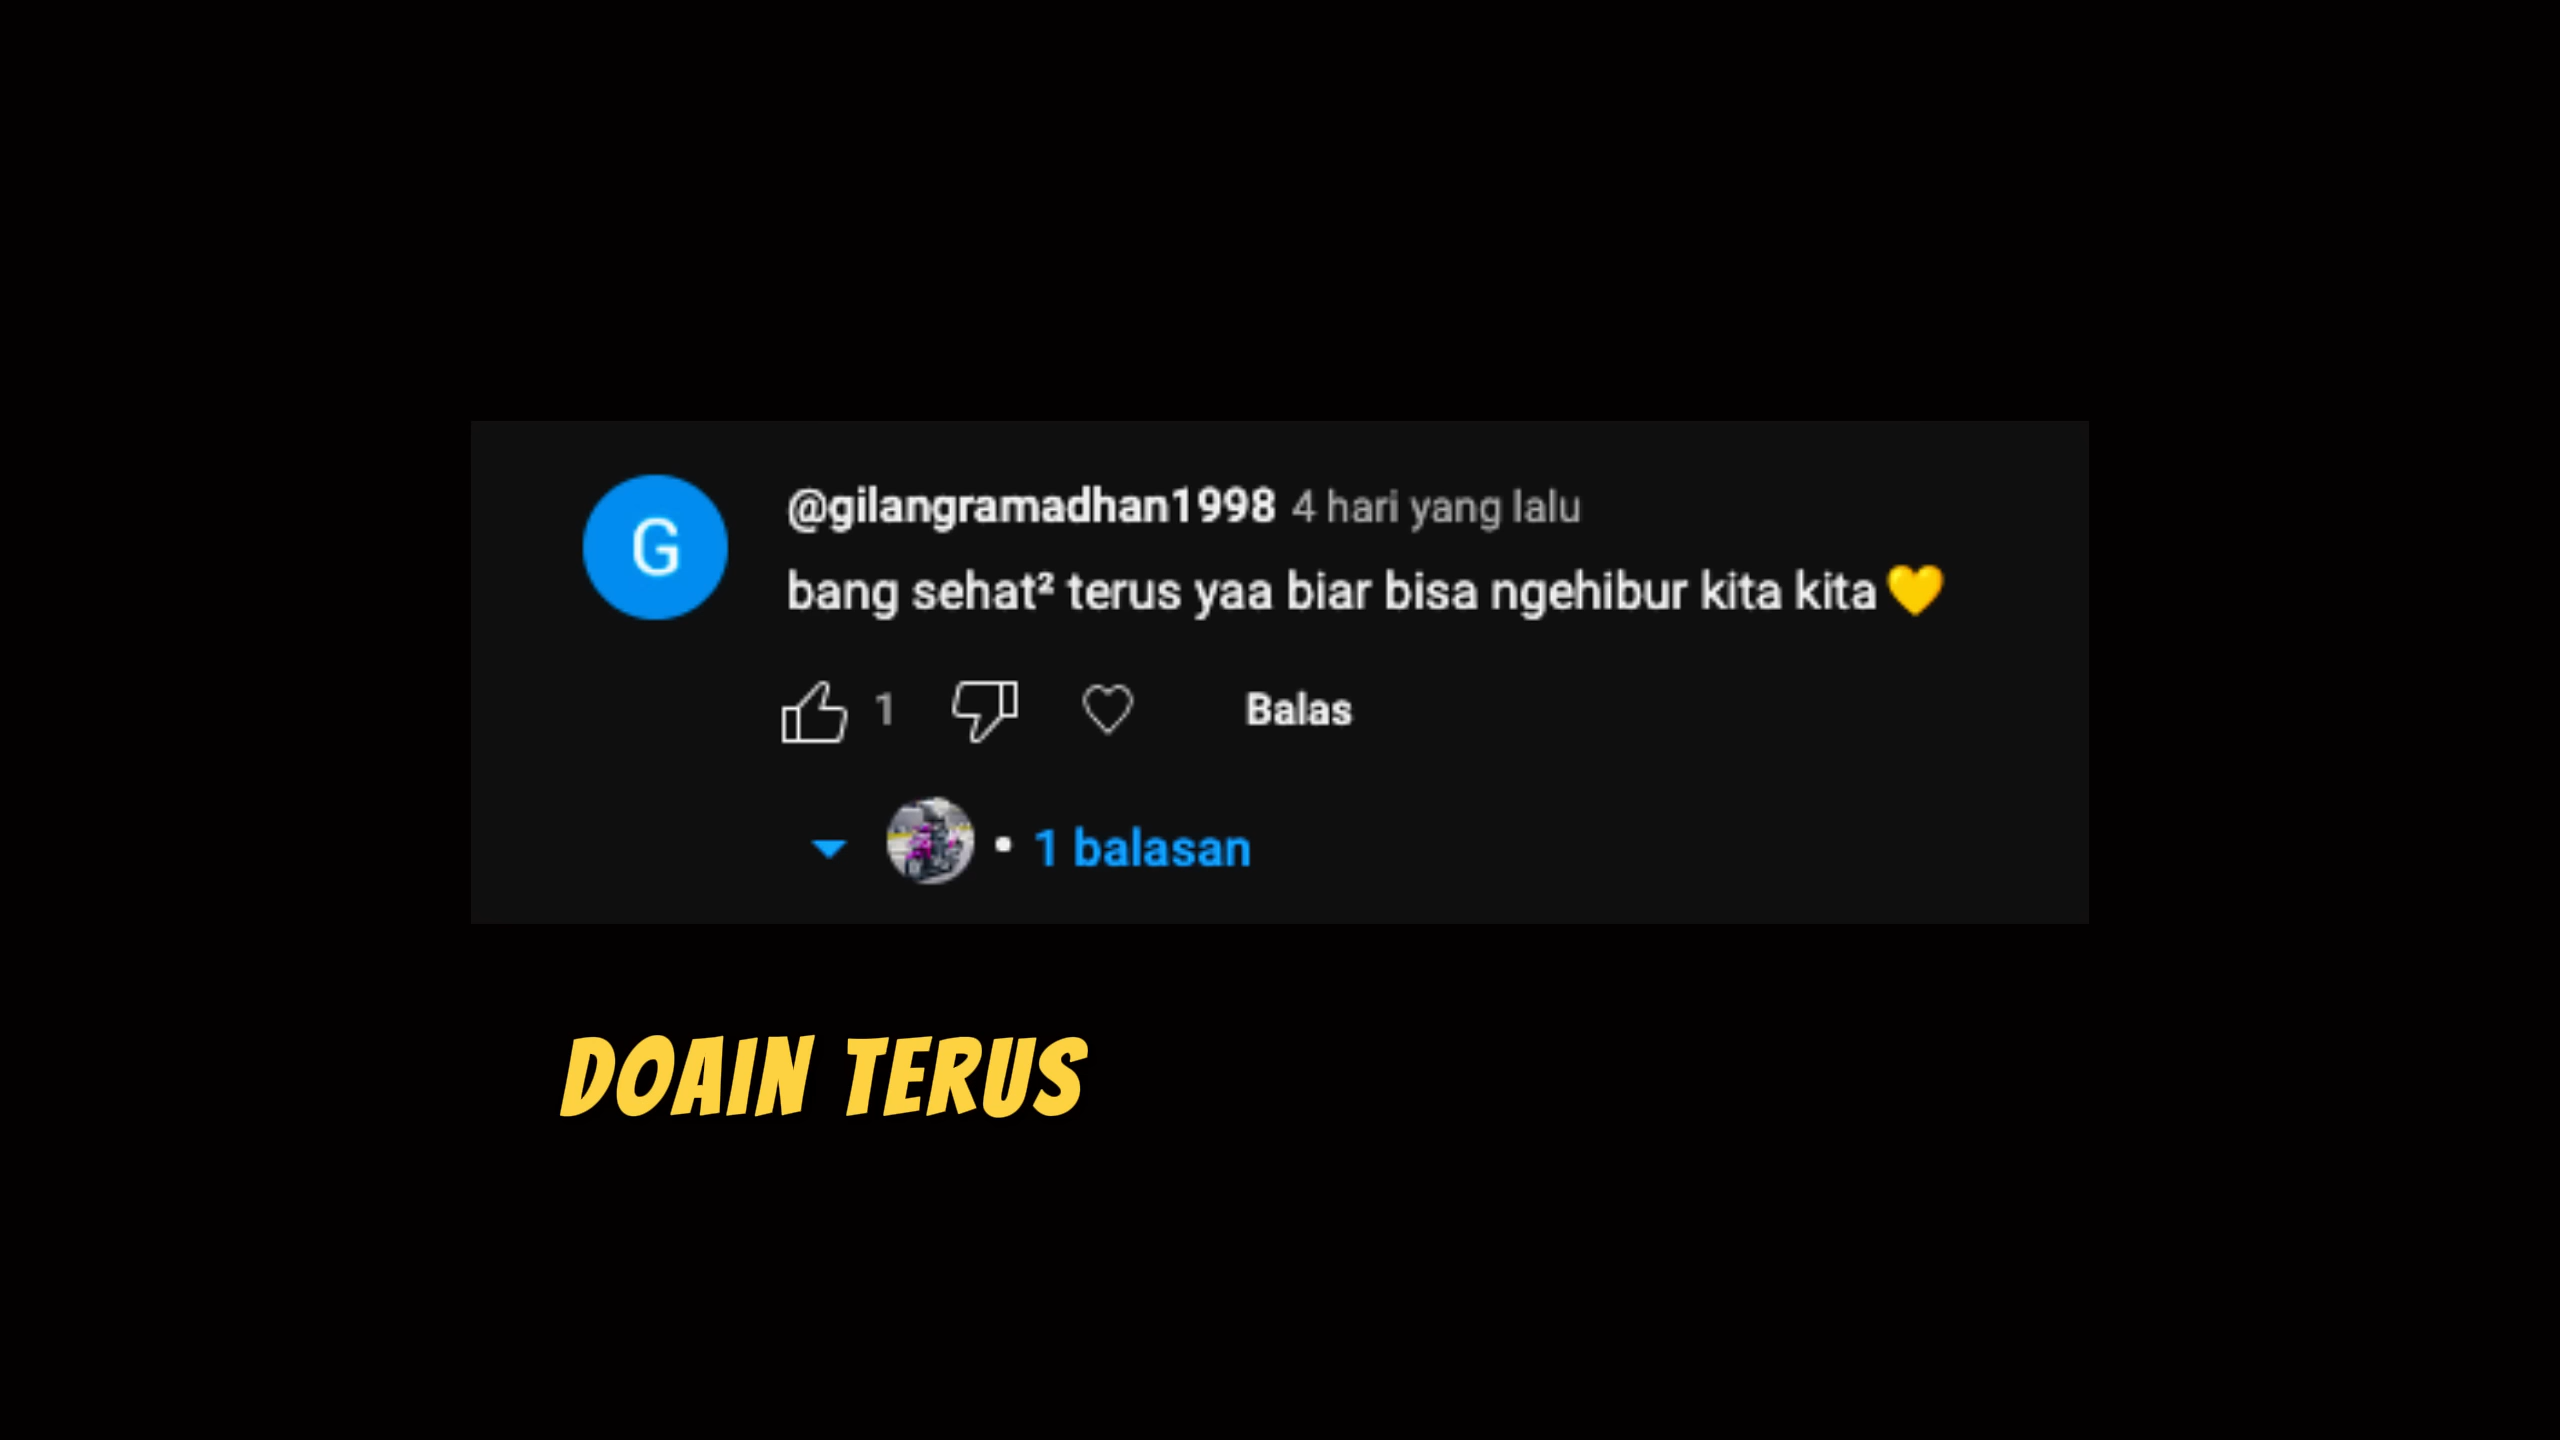 G
@gilangramadhan1998 4 hari yang lalu
bang sehat² terus yaa biar bisa ngehibur kita kita💛
1
Balas
• 1 balasan
DOAIN TERUS